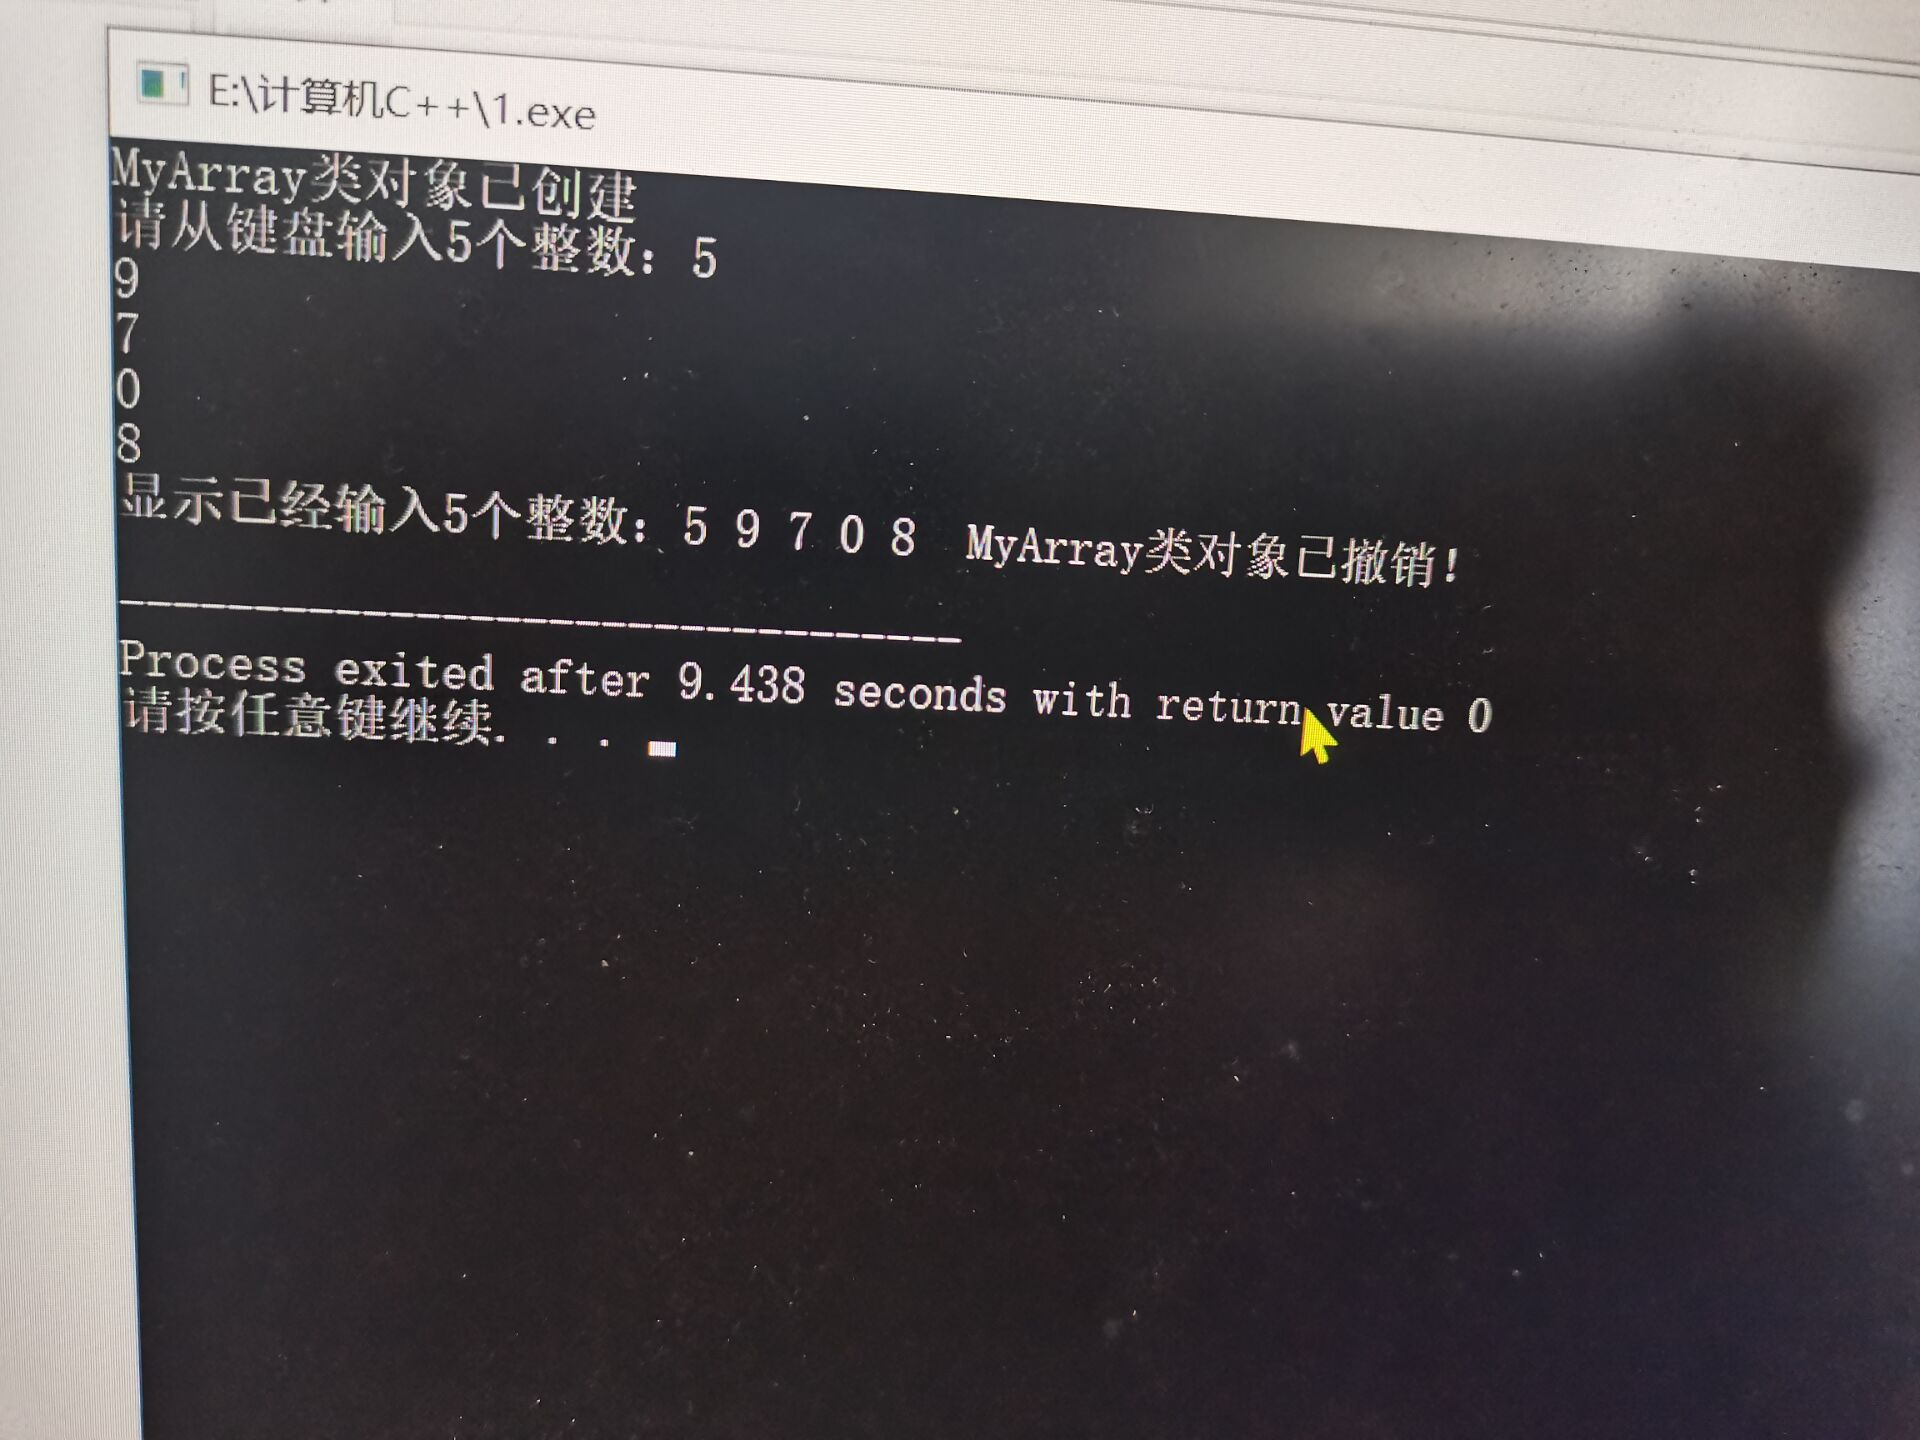 E:\计算机C++\1.exe
MyArray类对象已创建
请从键盘输入5个整数：5
9
7
0
8
显示已经输入5个整数：5 9 7 0 8  MyArray类对象已撤销！
--------------------------------
Process exited after 9.438 seconds with return value 0
请按任意键继续. . .